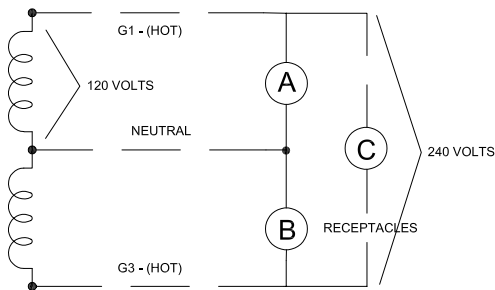 G1 - (HOT)
A
120 VOLTS
NEUTRAL
C
240 VOLTS
B
RECEPTACLES
G3 - (HOT)